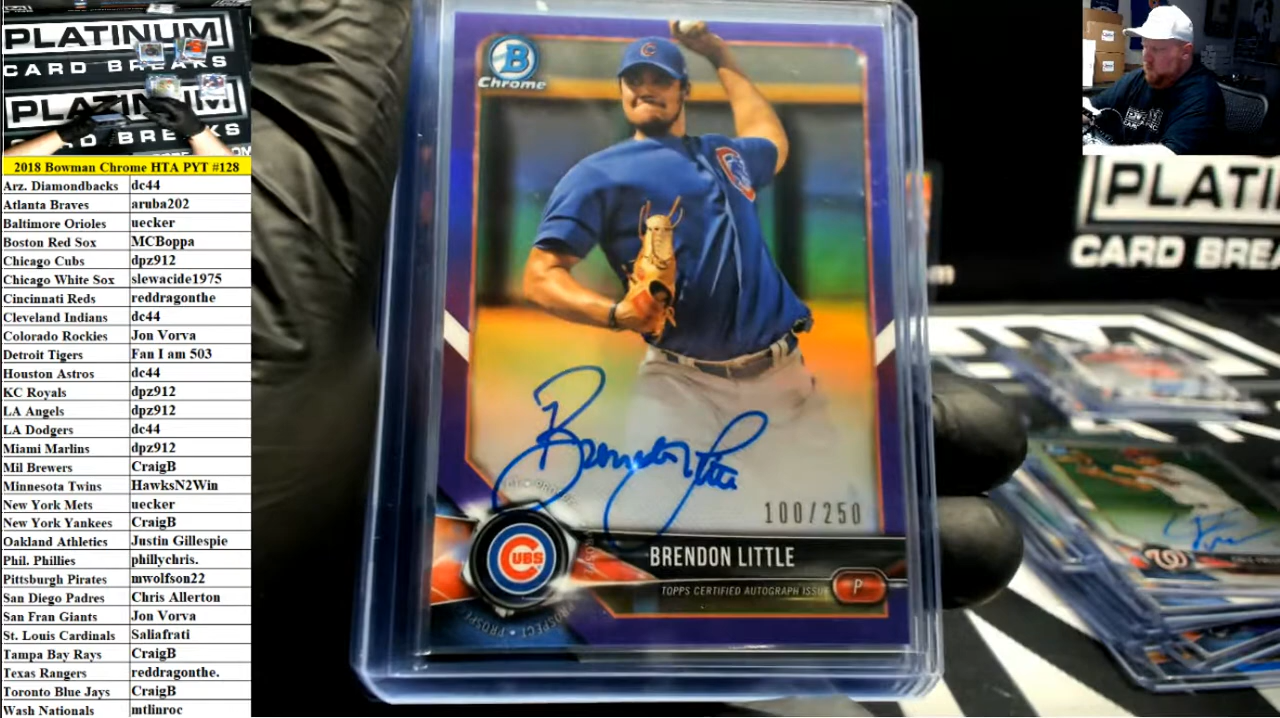 PLATINUM
CARD BREAKS
PLATINUM
CARD BREAKS
2018 Bowman Chrome HTA PYT #128
Arz. Diamondbacks dc44
Atlanta Braves aruba202
Baltimore Orioles uecker
Boston Red Sox MCBoppa
Chicago Cubs dpz912
Chicago White Sox slewacide1975
Cincinnati Reds reddragonthe
Cleveland Indians dc44
Colorado Rockies Jon Vorva
Detroit Tigers Fan I am 503
Houston Astros dc44
KC Royals dpz912
LA Angels dpz912
LA Dodgers dc44
Miami Marlins dpz912
Mil Brewers CraigB
Minnesota Twins HawksN2Win
New York Mets uecker
New York Yankees CraigB
Oakland Athletics Justin Gillespie
Phil. Phillies phillychris.
Pittsburgh Pirates mwolfson22
San Diego Padres Chris Allerton
San Fran Giants Jon Vorva
St. Louis Cardinals Saliafrati
Tampa Bay Rays CraigB
Texas Rangers reddragonthe.
Toronto Blue Jays CraigB
Wash Nationals mtlinroc
B
Chrome
C
Brendon Little
100/250
CUBS
BRENDON LITTLE
TOPPS CERTIFIED AUTOGRAPH ISSUE
P
PROSPECT • PROSPE
PLATI
CARD BREA
W